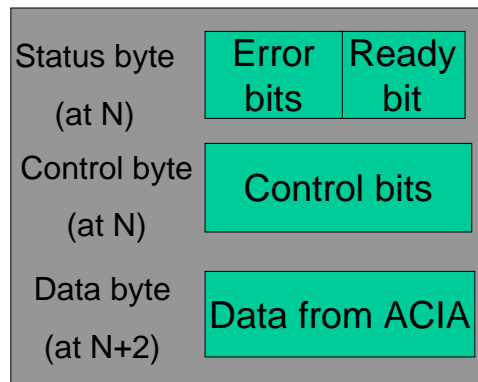 Status byte
(at N)
Error
bits
Ready
bit
Control byte
(at N)
Control bits
Data byte
(at N+2)
Data from ACIA